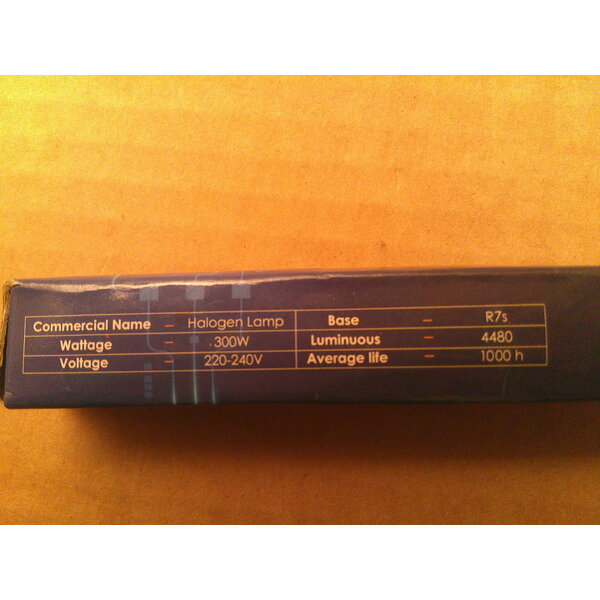 Commercial Name - Halogen Lamp
Wattage - 300W
Voltage - 220-240V
Base - R7s
Luminuous - 4480
Average life - 1000 h